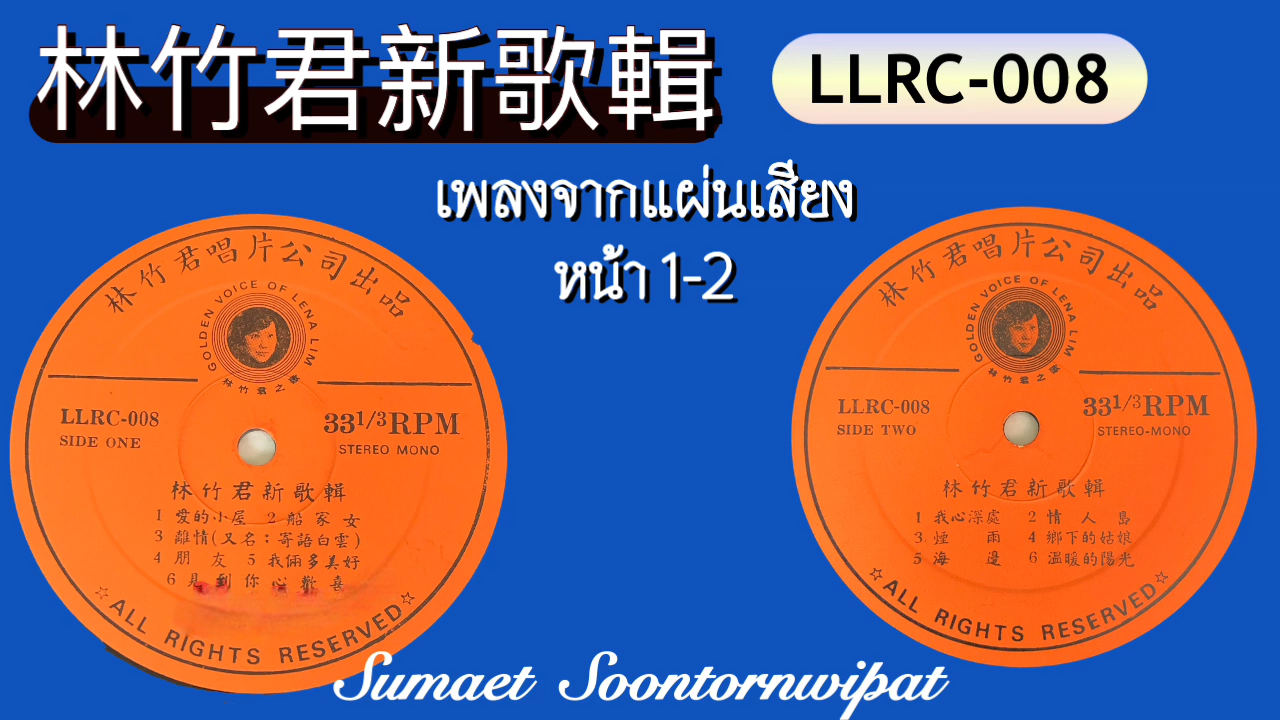 林竹君新歌輯
LLRC-008
เพลงจากแผ่นเสียง
หน้า 1-2
林竹君唱片公司出品
GOLDEN VOICE OF LENA LIM
林竹君之歌
LLRC-008
SIDE ONE
33 1/3 RPM
STEREO MONO
林竹君新歌輯
1 愛的小屋 2 船家女
3 離情(又名：寄語白雲)
4 朋友 5 我倆多美好
6 見到你心歡喜
☆ALL RIGHTS RESERVED☆
林竹君唱片公司出品
GOLDEN VOICE OF LENA LIM
林竹君之歌
LLRC-008
SIDE TWO
33 1/3 RPM
STEREO-MONO
林竹君新歌輯
1 我心深處 2 情人島
3. 煙雨 4 鄉下的姑娘
5 海邊 6 溫暖的陽光
☆ALL RIGHTS RESERVED☆
Sumaet Soontornwipat